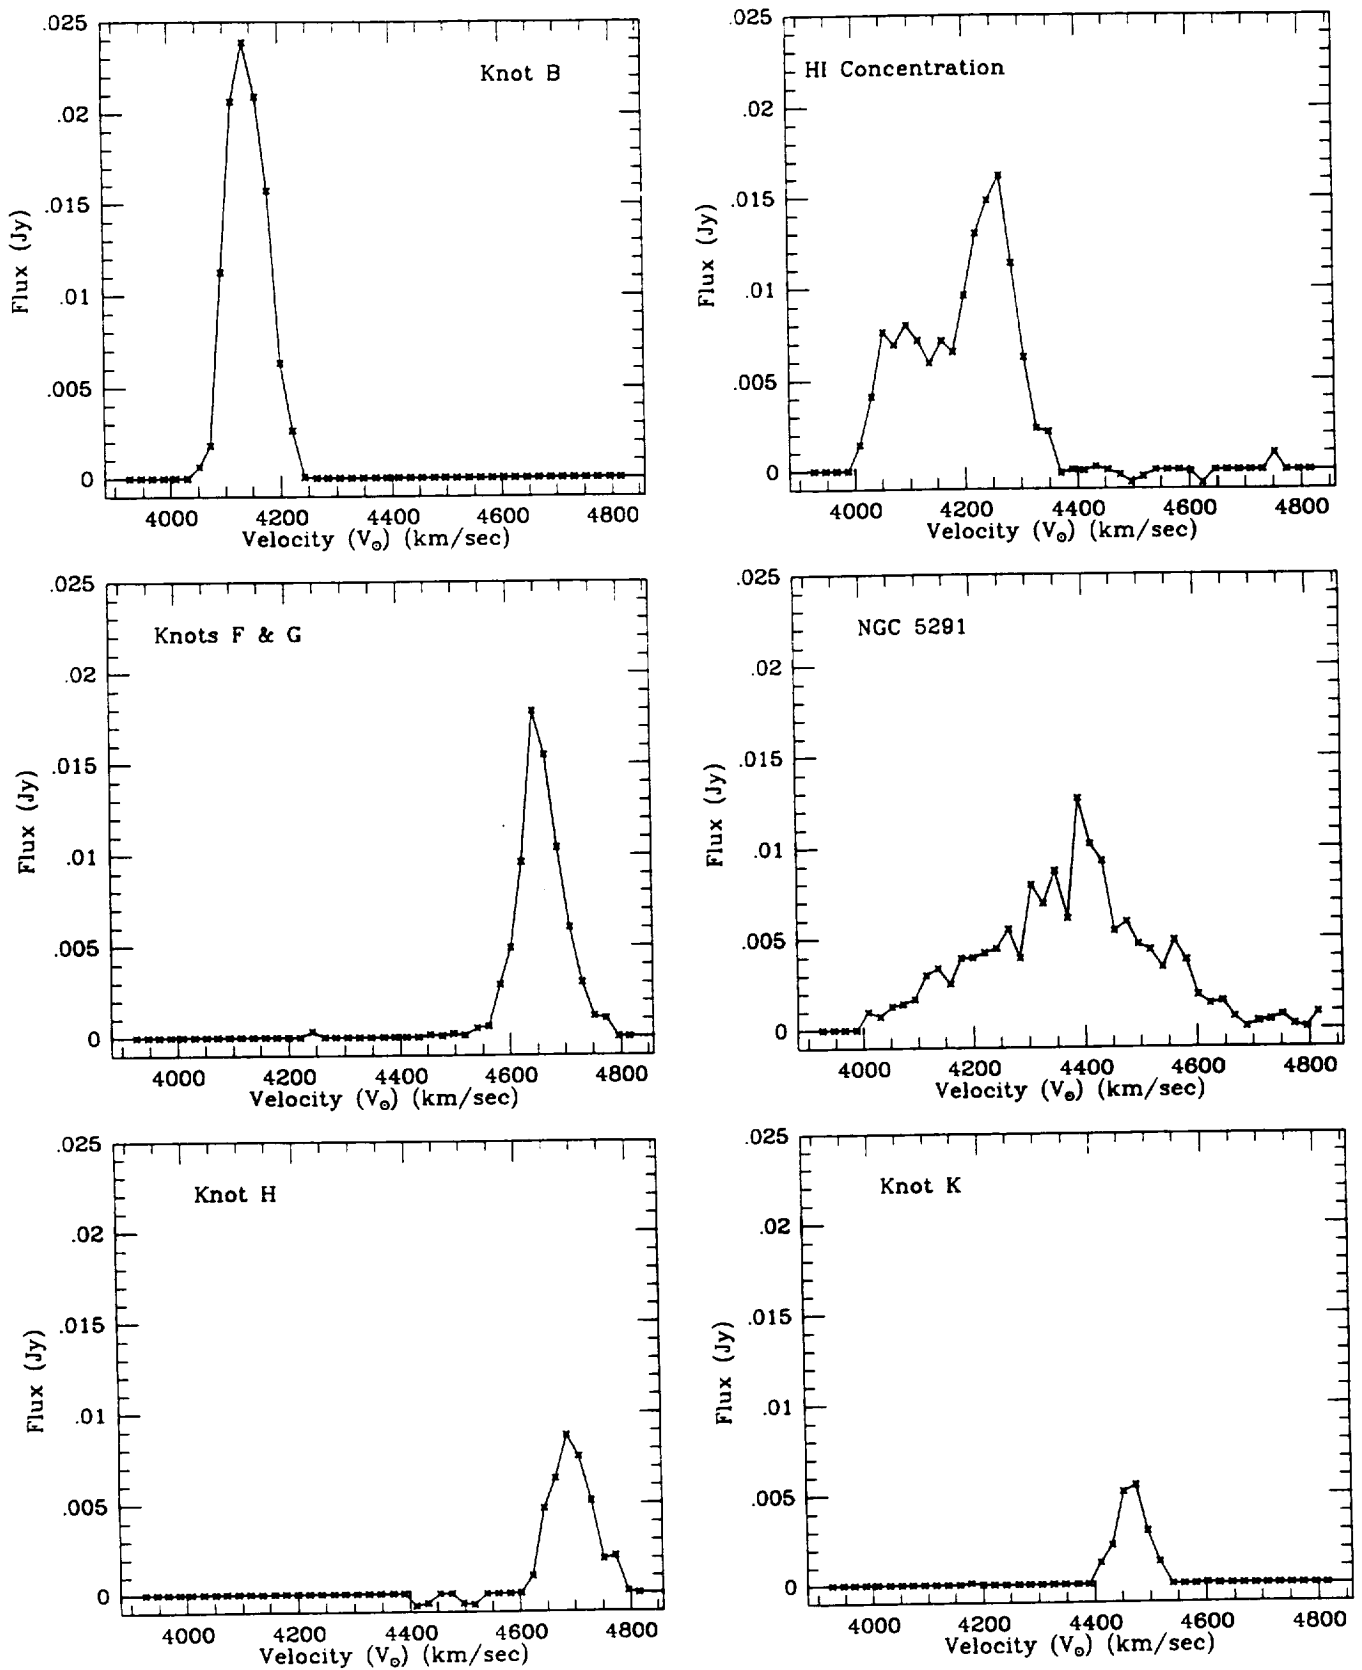 .025
.02
.015
.01
.005
0
Flux (Jy)
Knot B
4000 4200 4400 4600 4800
Velocity (V⊙) (km/sec)
.025
.02
.015
.01
.005
0
Flux (Jy)
HI Concentration
4000 4200 4400 4600 4800
Velocity (V⊙) (km/sec)
.025
.02
.015
.01
.005
0
Flux (Jy)
Knots F & G
4000 4200 4400 4600 4800
Velocity (V⊙) (km/sec)
.025
.02
.015
.01
.005
0
Flux (Jy)
NGC 5291
4000 4200 4400 4600 4800
Velocity (V⊙) (km/sec)
.025
.02
.015
.01
.005
0
Flux (Jy)
Knot H
4000 4200 4400 4600 4800
Velocity (V⊙) (km/sec)
.025
.02
.015
.01
.005
0
Flux (Jy)
Knot K
4000 4200 4400 4600 4800
Velocity (V⊙) (km/sec)